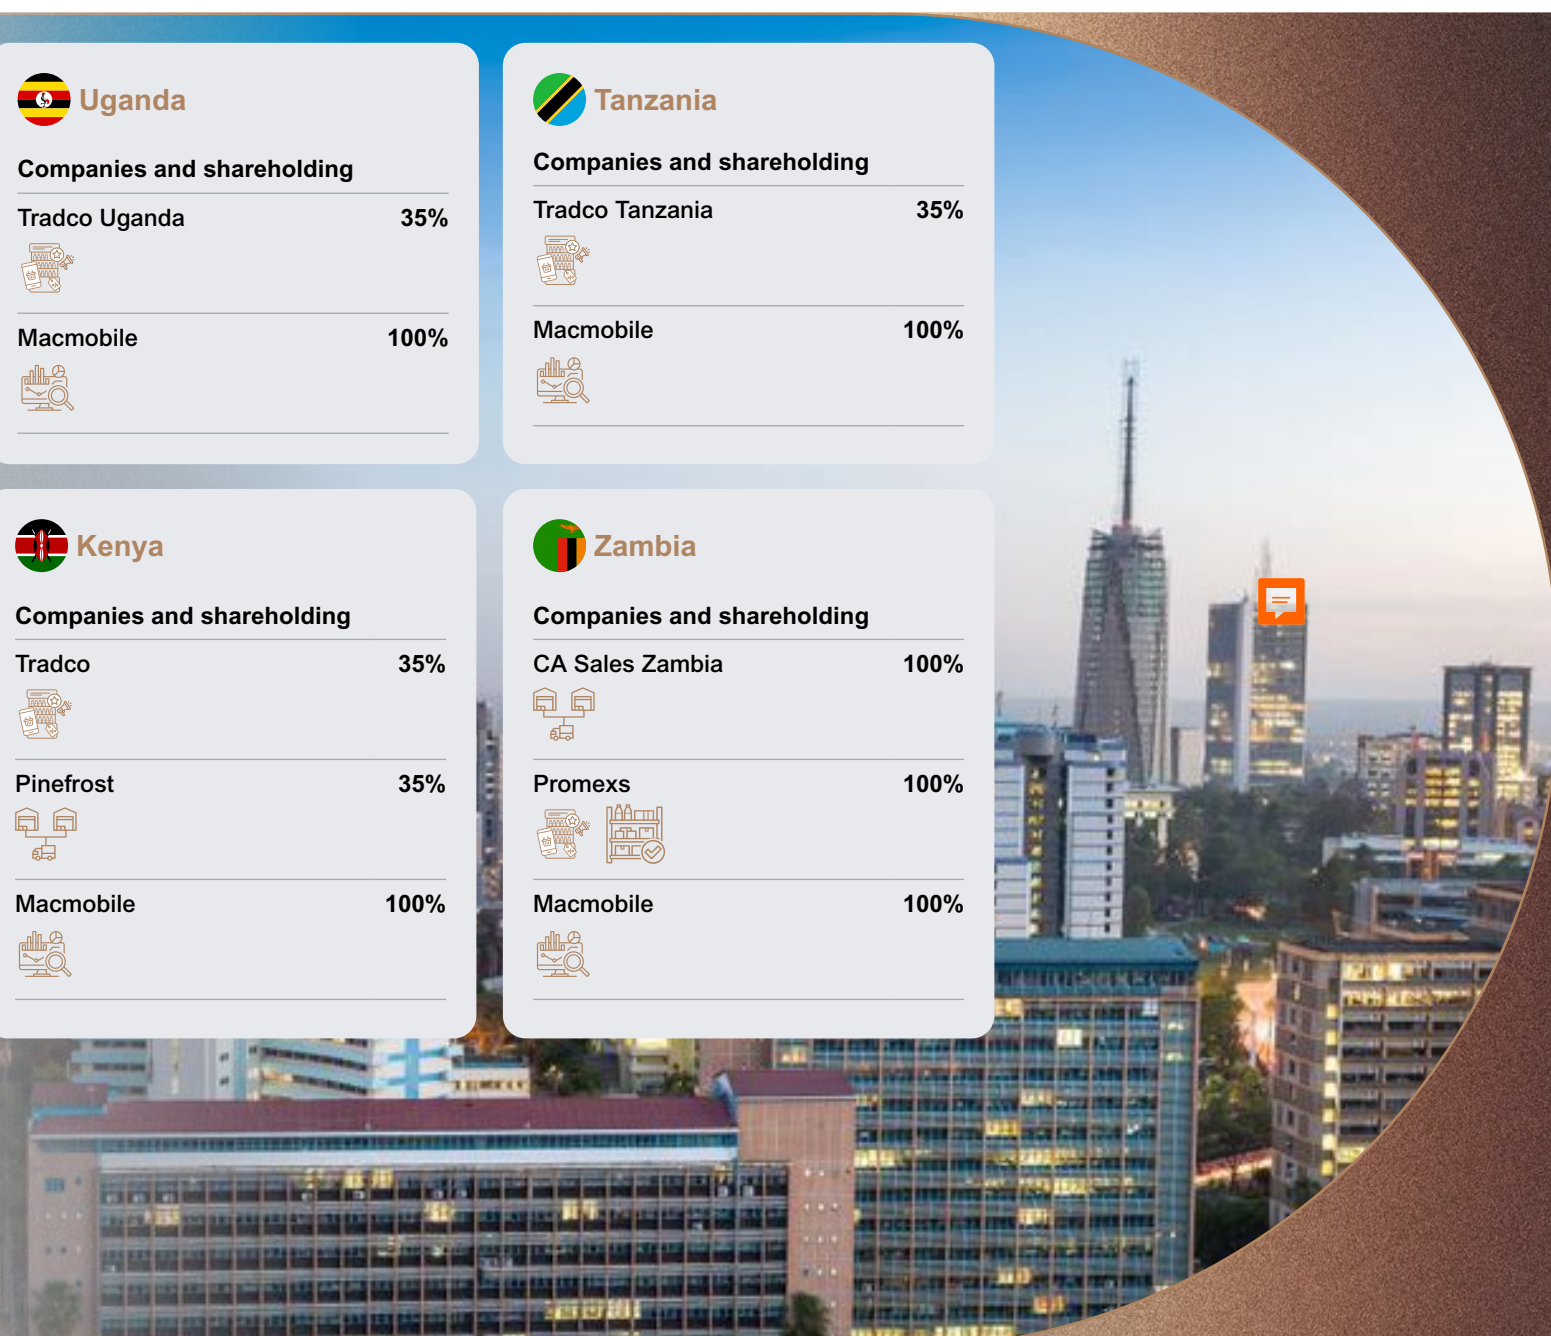 Uganda
Companies and shareholding
Tradco Uganda 35%
Macmobile 100%
Tanzania
Companies and shareholding
Tradco Tanzania 35%
Macmobile 100%
Kenya
Companies and shareholding
Tradco 35%
Pinefrost 35%
Macmobile 100%
Zambia
Companies and shareholding
CA Sales Zambia 100%
Promexs 100%
Macmobile 100%